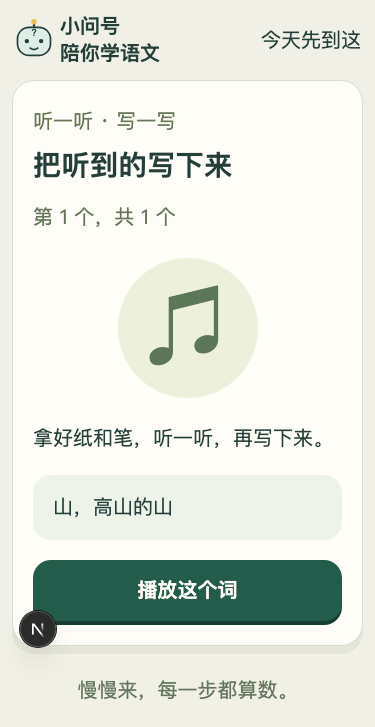 小问号
陪你学语文
今天先到这
听一听 · 写一写
把听到的写下来
第 1 个，共 1 个
拿好纸和笔，听一听，再写下来。
山，高山的山
播放这个词
N
慢慢来，每一步都算数。